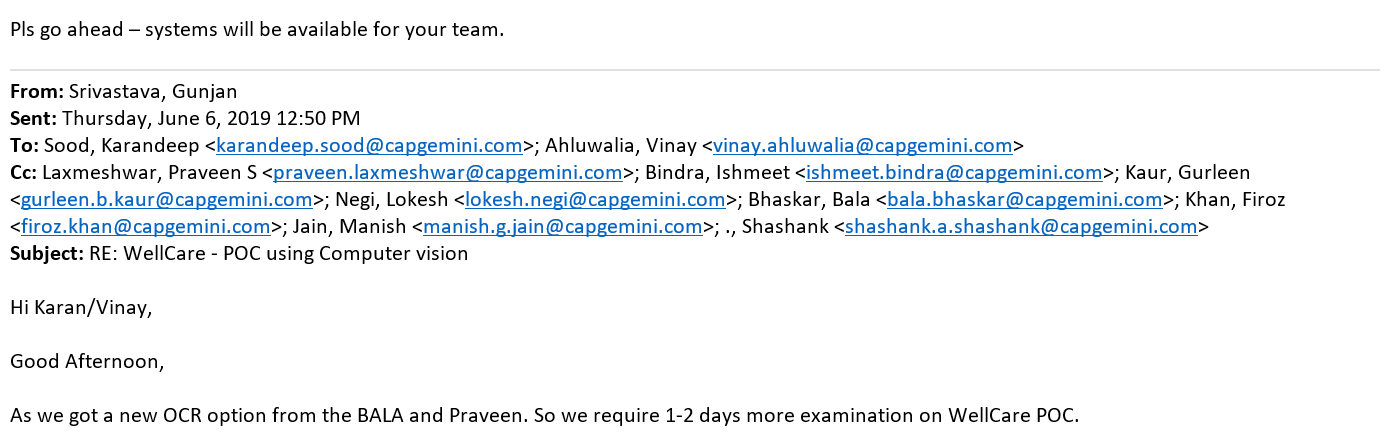 Pls go ahead – systems will be available for your team.
From: Srivastava, Gunjan
Sent: Thursday, June 6, 2019 12:50 PM
To: Sood, Karandeep <karandeep.sood@capgemini.com>; Ahluwalia, Vinay <vinay.ahluwalia@capgemini.com>
Cc: Laxmeshwar, Praveen S <praveen.laxmeshwar@capgemini.com>; Bindra, Ishmeet <ishmeet.bindra@capgemini.com>; Kaur, Gurleen
<gurleen.b.kaur@capgemini.com>; Negi, Lokesh <lokesh.negi@capgemini.com>; Bhaskar, Bala <bala.bhaskar@capgemini.com>; Khan, Firoz
<firoz.khan@capgemini.com>; Jain, Manish <manish.g.jain@capgemini.com>; ., Shashank <shashank.a.shashank@capgemini.com>
Subject: RE: WellCare - POC using Computer vision
Hi Karan/Vinay,
Good Afternoon,
As we got a new OCR option from the BALA and Praveen. So we require 1-2 days more examination on WellCare POC.